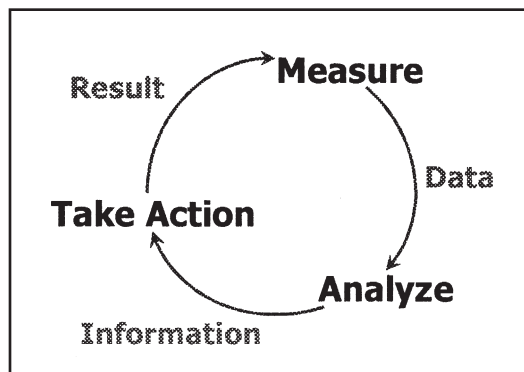 Measure
Result
Data
Take Action
Analyze
Information